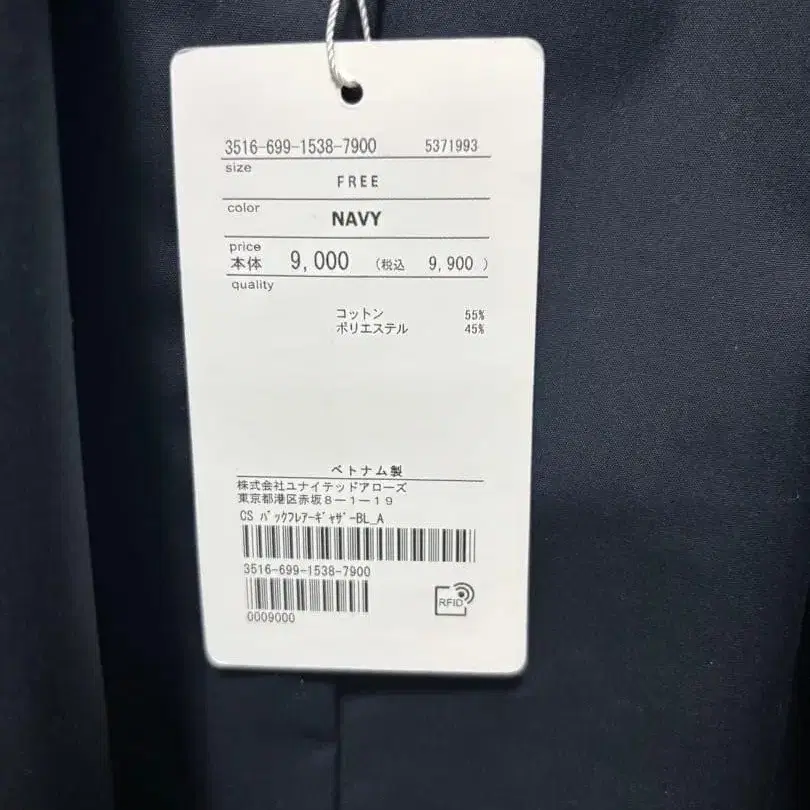 3516-699-1538-7900 5371993
size
FREE
color
NAVY
price
本体 9,000 (税込 9,900 )
quality
コットン 55%
ポリエステル 45%
ベトナム製
株式会社ユナイテッドアローズ
東京都港区赤坂8-1-19
CS バックフレアーギャザーBL_A
3516-699-1538-7900
0009000
RFID